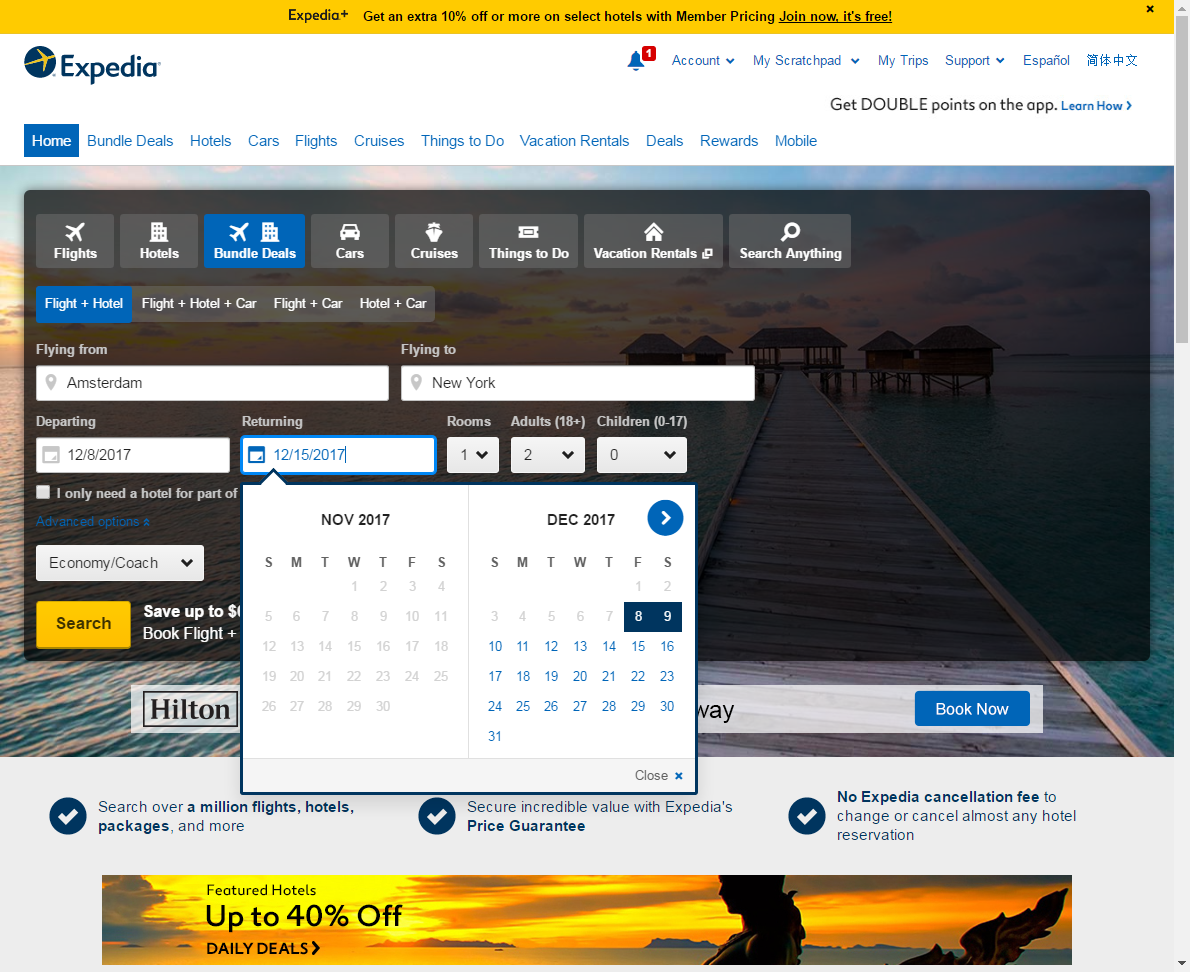 Expedia+ Get an extra 10% off or more on select hotels with Member Pricing Join now, it's free!
×
Expedia
1 Account My Scratchpad My Trips Support Español 简体中文
Get DOUBLE points on the app. Learn How
Home Bundle Deals Hotels Cars Flights Cruises Things to Do Vacation Rentals Deals Rewards Mobile
Flights Hotels Bundle Deals Cars Cruises Things to Do Vacation Rentals Search Anything
Flight + Hotel Flight + Hotel + Car Flight + Car Hotel + Car
Flying from Flying to
Amsterdam New York
Departing Returning Rooms Adults (18+) Children (0-17)
12/8/2017 12/15/2017 1 2 0
I only need a hotel for part of
Advanced options
Economy/Coach
Search
Save up to $
Book Flight +
NOV 2017
S M T W T F S
1 2 3 4
5 6 7 8 9 10 11
12 13 14 15 16 17 18
19 20 21 22 23 24 25
26 27 28 29 30
DEC 2017
S M T W T F S
1 2
3 4 5 6 7 8 9
10 11 12 13 14 15 16
17 18 19 20 21 22 23
24 25 26 27 28 29 30
31
Close ×
Hilton way Book Now
Search over a million flights, hotels,
packages, and more
Secure incredible value with Expedia's
Price Guarantee
No Expedia cancellation fee to
change or cancel almost any hotel
reservation
Featured Hotels
Up to 40% Off
DAILY DEALS